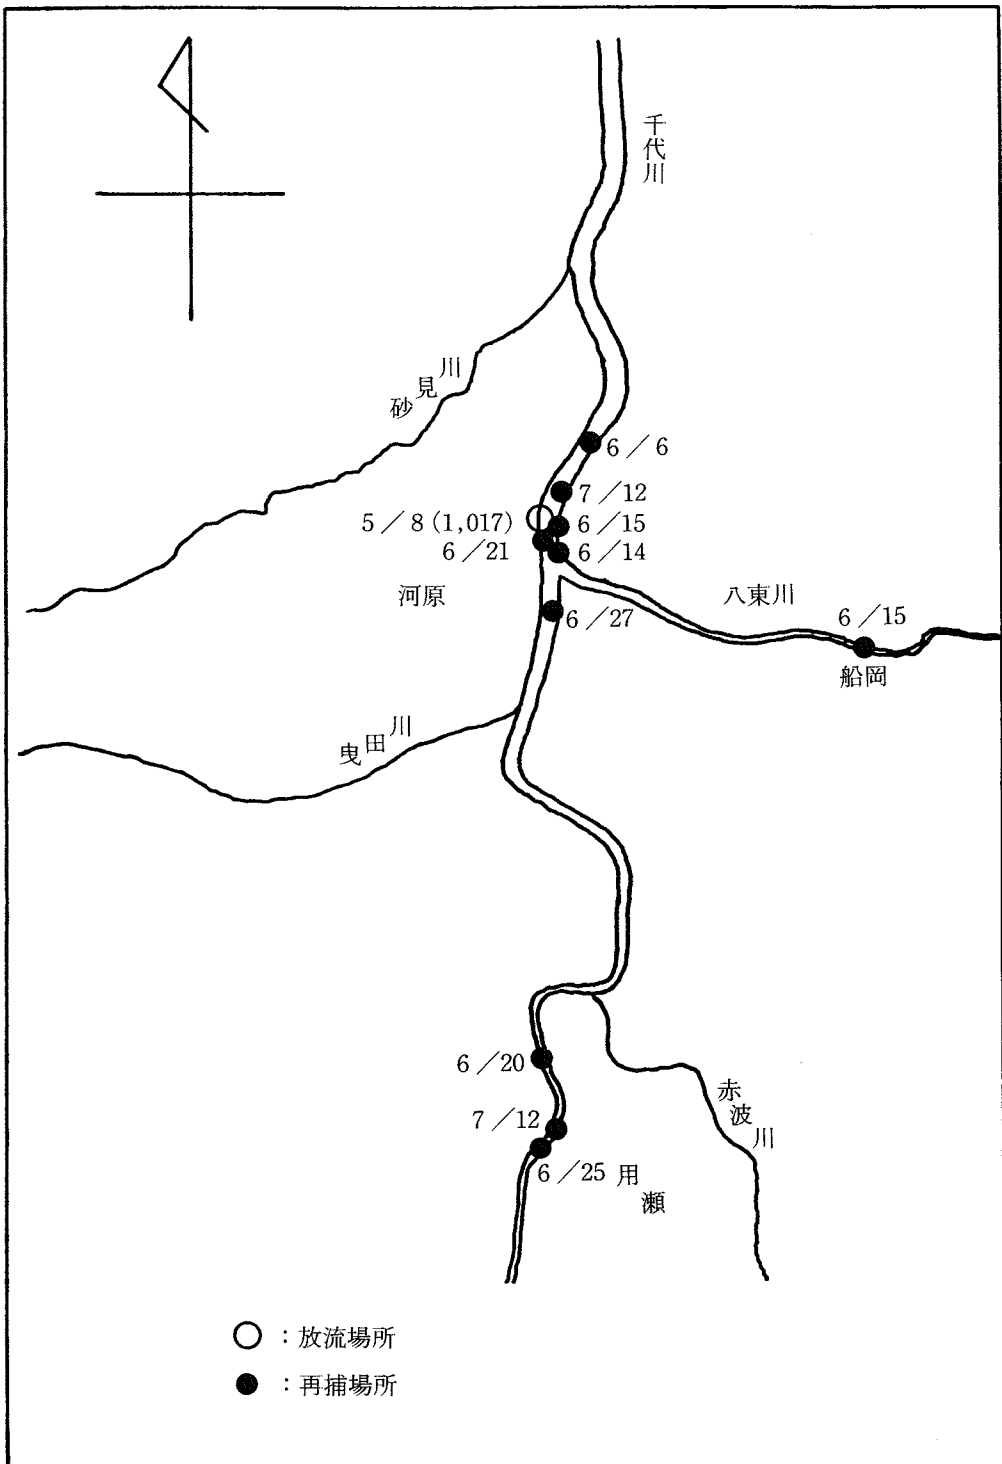 千代川
砂見川
6／6
7／12
5／8(1,017)
6／15
6／21
6／14
河原
八東川
6／15
6／27
船岡
曳田川
6／20
赤波川
7／12
6／25
用瀬
○：放流場所
●：再捕場所